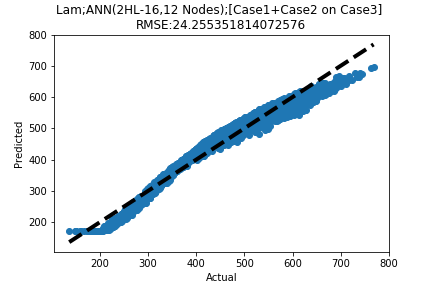 Lam;ANN(2HL-16,12 Nodes);[Case1+Case2 on Case3]
RMSE:24.255351814072576
800
700
600
500
400
300
200
Predicted
200 300 400 500 600 700 800
Actual